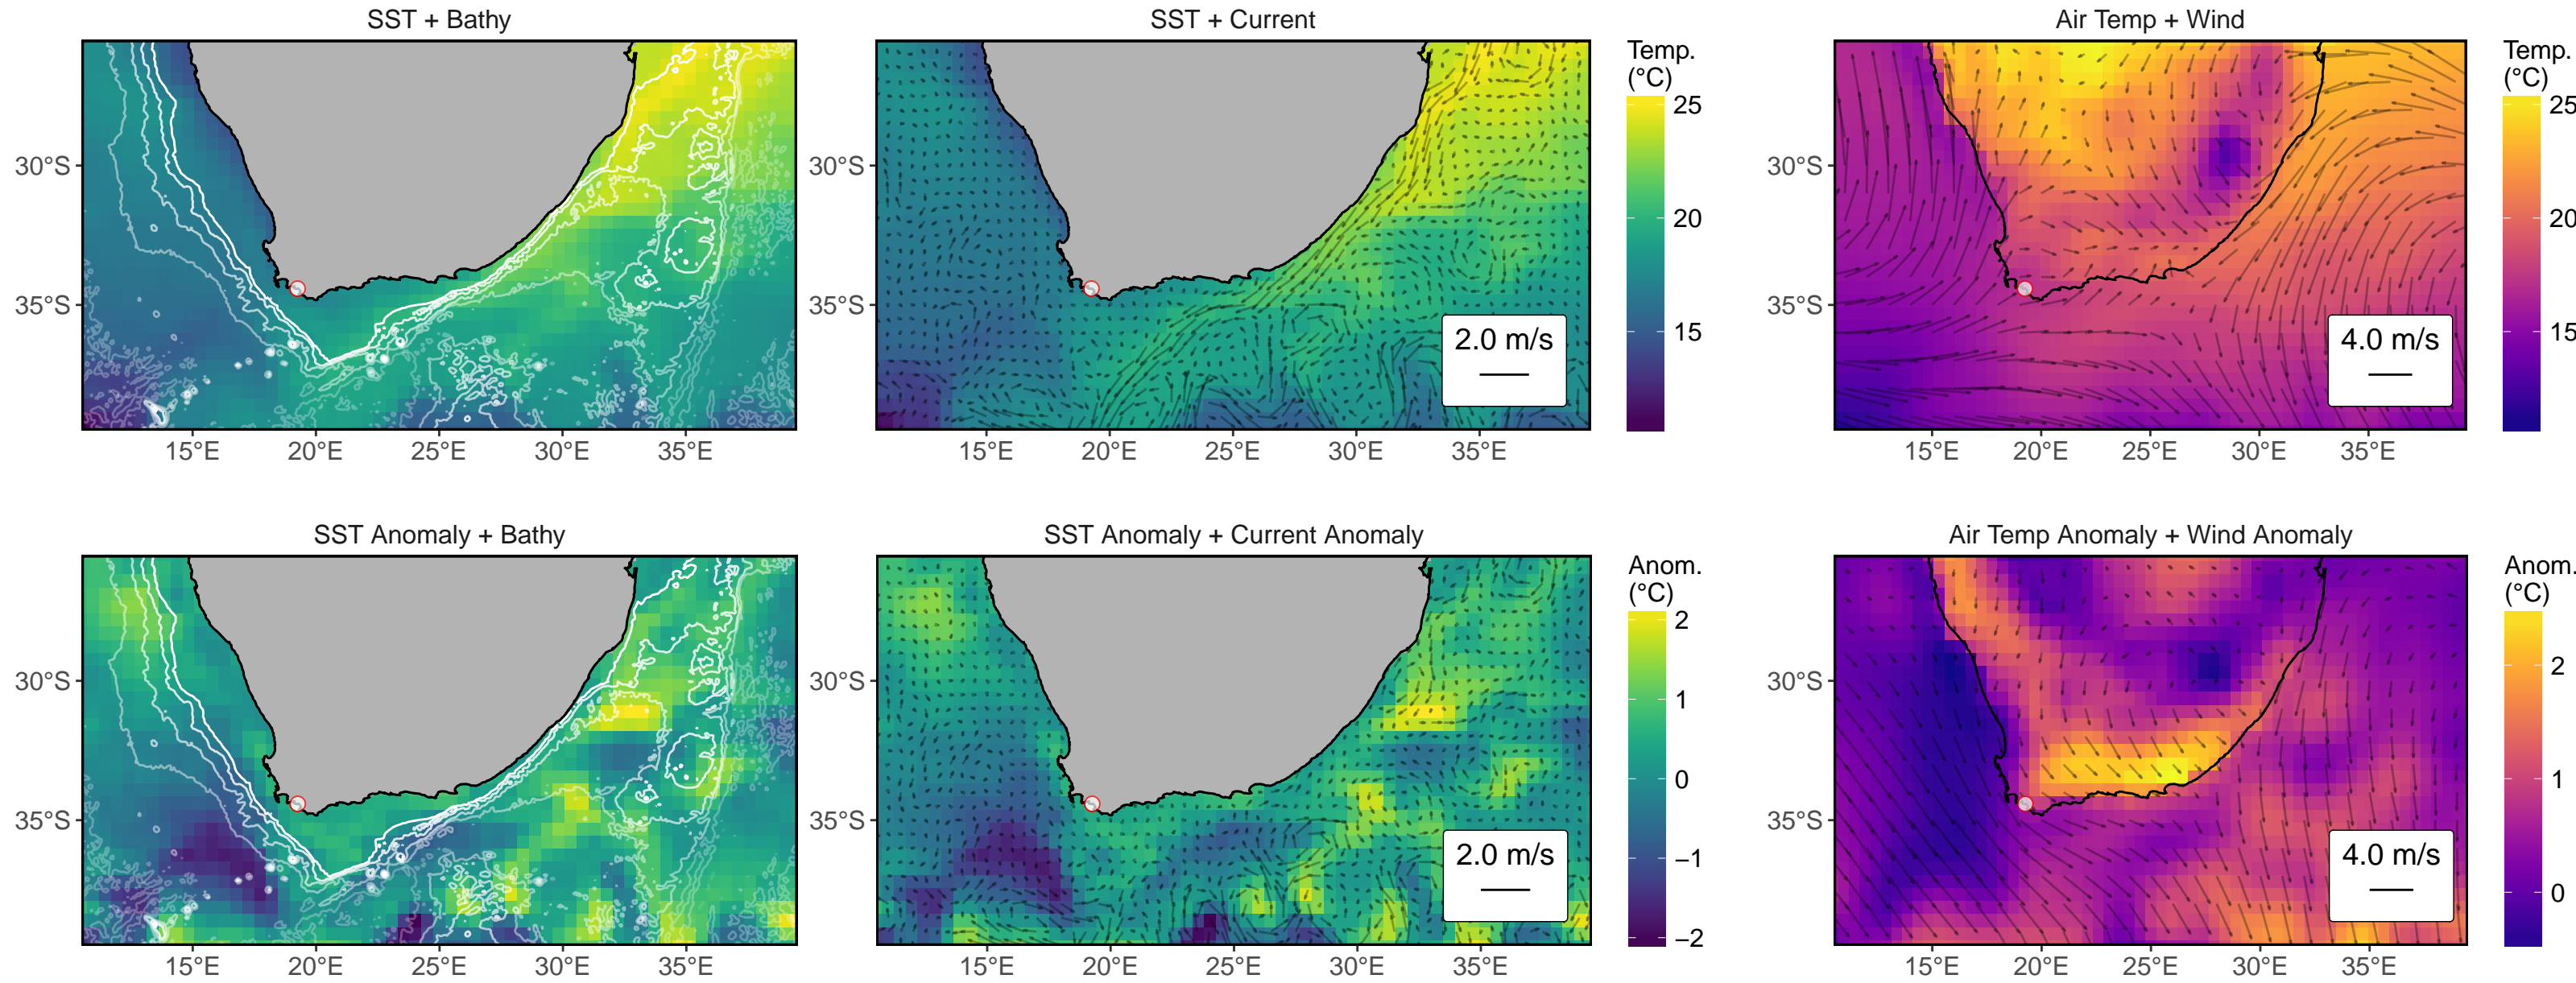 SST + Bathy
SST + Current
Air Temp + Wind
30°S
35°S
15°E 20°E 25°E 30°E 35°E
30°S
35°S
2.0 m/s
15°E 20°E 25°E 30°E 35°E
Temp.
(°C)
25
20
15
30°S
35°S
4.0 m/s
15°E 20°E 25°E 30°E 35°E
Temp.
(°C)
25
20
15
SST Anomaly + Bathy
SST Anomaly + Current Anomaly
Air Temp Anomaly + Wind Anomaly
30°S
35°S
15°E 20°E 25°E 30°E 35°E
30°S
35°S
2.0 m/s
15°E 20°E 25°E 30°E 35°E
Anom.
(°C)
2
1
0
−1
−2
30°S
35°S
4.0 m/s
15°E 20°E 25°E 30°E 35°E
Anom.
(°C)
2
1
0